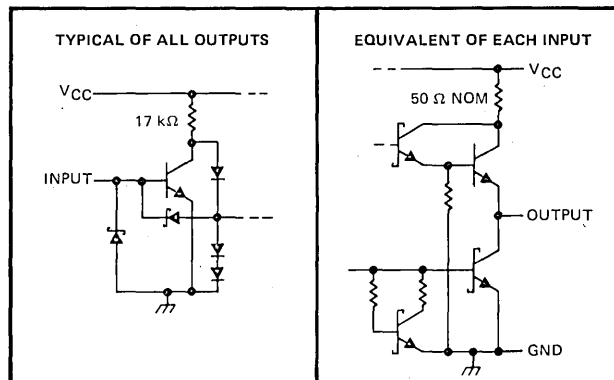 TYPICAL OF ALL OUTPUTS
VCC
17 kΩ
INPUT
EQUIVALENT OF EACH INPUT
VCC
50 Ω NOM
OUTPUT
GND